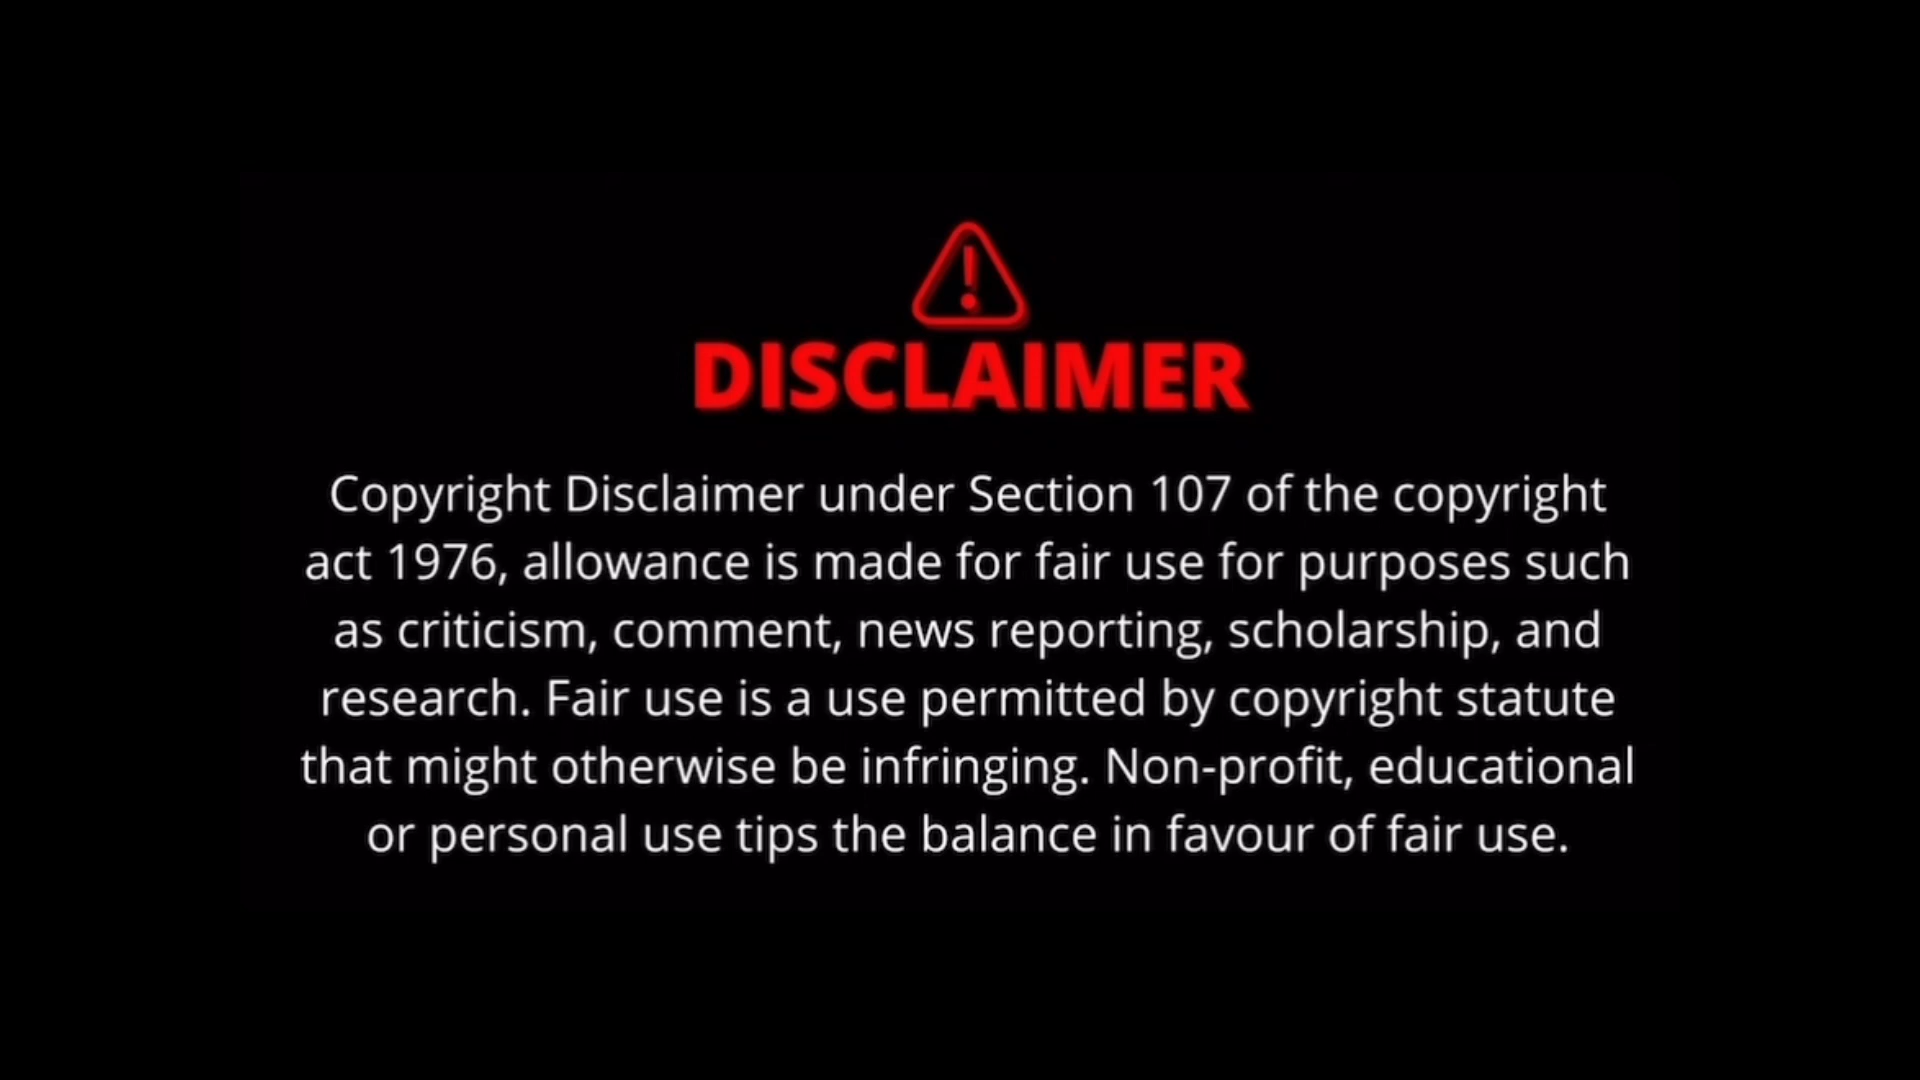 DISCLAIMER
Copyright Disclaimer under Section 107 of the copyright
act 1976, allowance is made for fair use for purposes such
as criticism, comment, news reporting, scholarship, and
research. Fair use is a use permitted by copyright statute
that might otherwise be infringing. Non-profit, educational
or personal use tips the balance in favour of fair use.